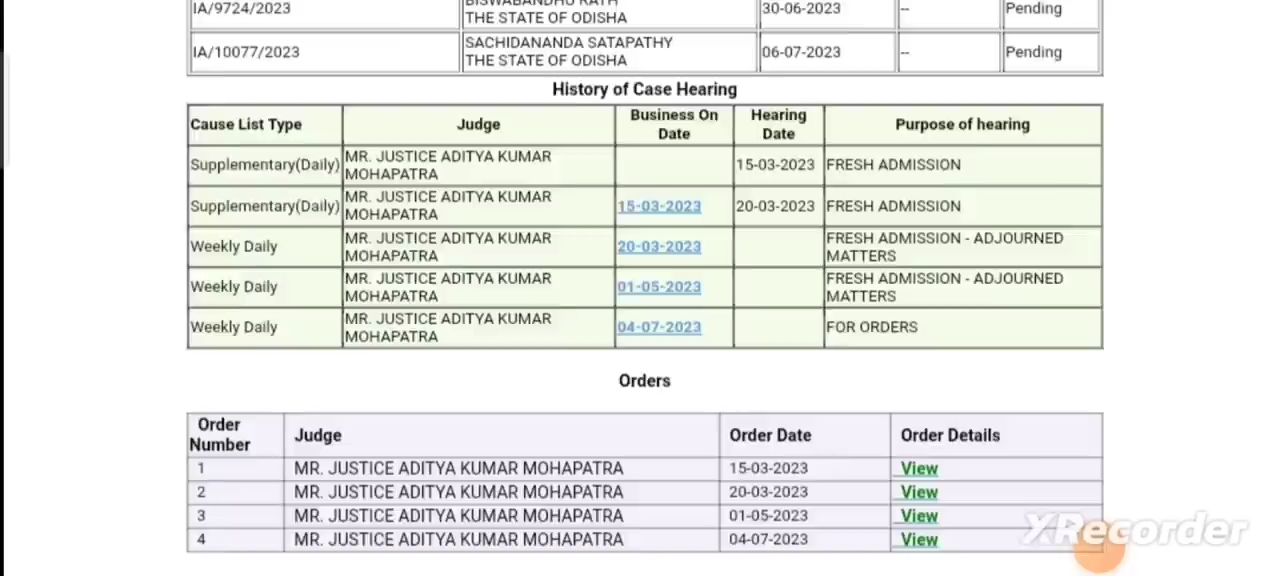 IA/9724/2023 BISWABANDHU RATH 30-06-2023 -- Pending
THE STATE OF ODISHA
IA/10077/2023 SACHIDANANDA SATAPATHY 06-07-2023 -- Pending
THE STATE OF ODISHA
History of Case Hearing
Cause List Type Judge Business On Date Hearing Date Purpose of hearing
Supplementary(Daily) MR. JUSTICE ADITYA KUMAR MOHAPATRA 15-03-2023 FRESH ADMISSION
Supplementary(Daily) MR. JUSTICE ADITYA KUMAR MOHAPATRA 15-03-2023 20-03-2023 FRESH ADMISSION
Weekly Daily MR. JUSTICE ADITYA KUMAR MOHAPATRA 20-03-2023 FRESH ADMISSION - ADJOURNED MATTERS
Weekly Daily MR. JUSTICE ADITYA KUMAR MOHAPATRA 01-05-2023 FRESH ADMISSION - ADJOURNED MATTERS
Weekly Daily MR. JUSTICE ADITYA KUMAR MOHAPATRA 04-07-2023 FOR ORDERS
Orders
Order Number Judge Order Date Order Details
1 MR. JUSTICE ADITYA KUMAR MOHAPATRA 15-03-2023 View
2 MR. JUSTICE ADITYA KUMAR MOHAPATRA 20-03-2023 View
3 MR. JUSTICE ADITYA KUMAR MOHAPATRA 01-05-2023 View
4 MR. JUSTICE ADITYA KUMAR MOHAPATRA 04-07-2023 View
XRecorder